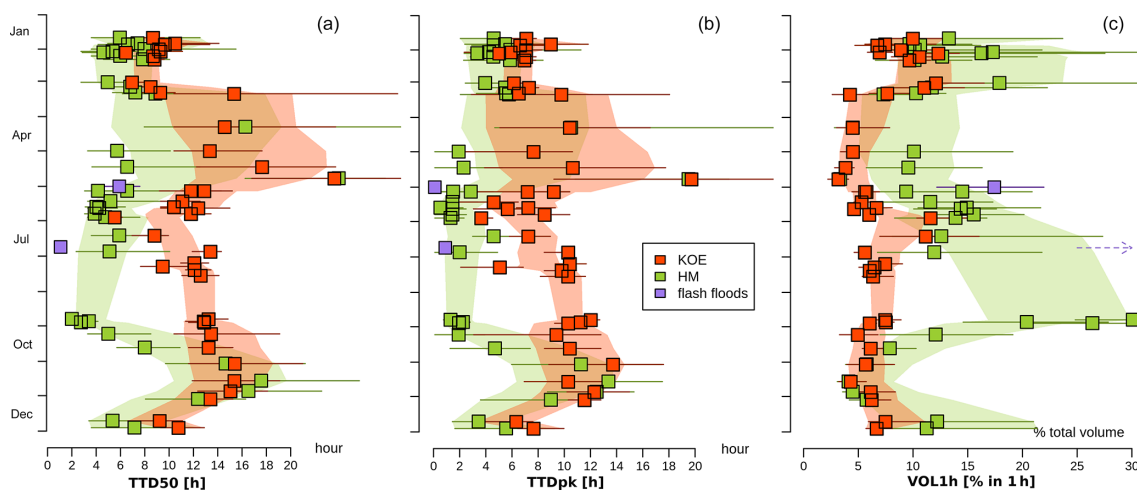 (a)
(b)
(c)
Jan
Apr
Jul
Oct
Dec
KOE
HM
flash floods
hour
hour
% total volume
0 2 4 6 8 10 12 14 16 18 20
0 2 4 6 8 10 12 14 16 18 20
0 5 10 15 20 25 30
TTD50 [h]
TTDpk [h]
VOL1h [% in 1 h]